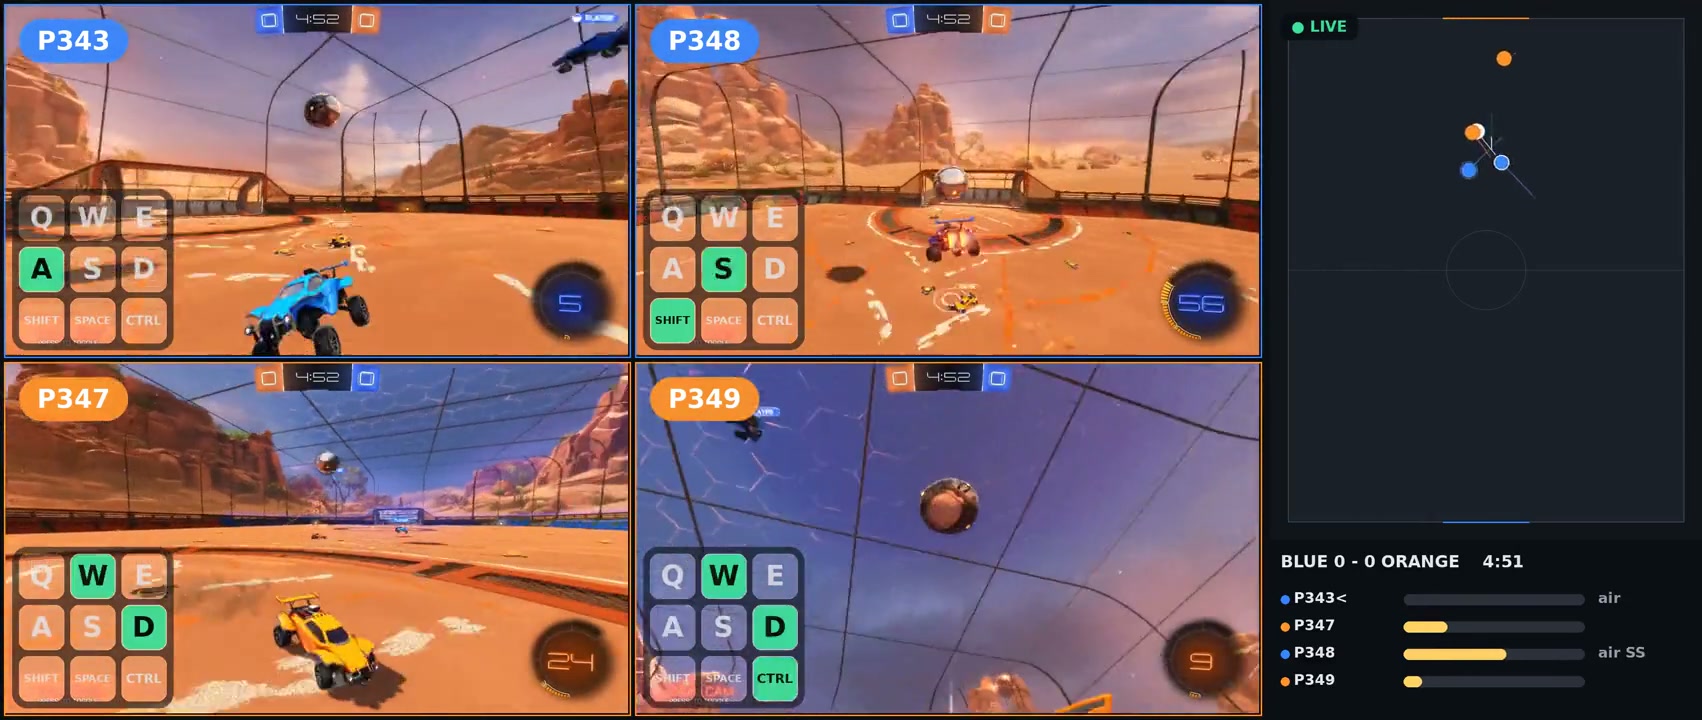 P343
4:52
Q W E
A S D
SHIFT SPACE CTRL
5
P348
4:52
Q W E
A S D
SHIFT SPACE CTRL
56
P347
4:52
Q W E
A S D
SHIFT SPACE CTRL
24
P349
4:52
Q W E
A S D
SHIFT SPACE CTRL
CAM
9
LIVE
BLUE 0 - 0 ORANGE 4:51
P343< air
P347
P348 air SS
P349